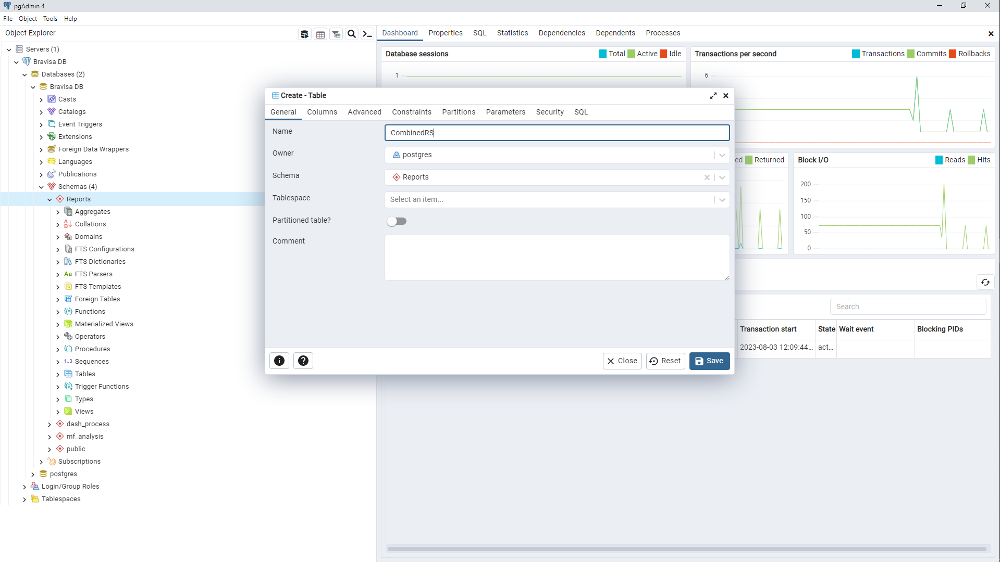 pgAdmin 4
File Object Tools Help
Object Explorer
Dashboard Properties SQL Statistics Dependencies Dependents Processes
Servers (1)
Bravisa DB
Databases (2)
Bravisa DB
Casts
Catalogs
Event Triggers
Extensions
Foreign Data Wrappers
Languages
Publications
Schemas (4)
Reports
Aggregates
Collations
Domains
FTS Configurations
FTS Dictionaries
Aa FTS Parsers
FTS Templates
Foreign Tables
Functions
Materialized Views
Operators
Procedures
1..3 Sequences
Tables
Trigger Functions
Types
Views
dash_process
mf_analysis
public
Subscriptions
postgres
Login/Group Roles
Tablespaces
Database sessions Total Active Idle
1
Transactions per second Transactions Commits Rollbacks
6
Create - Table
General Columns Advanced Constraints Partitions Parameters Security SQL
Name CombinedRS
Owner postgres
Schema Reports
Tablespace Select an item...
Partitioned table?
Comment
Close Reset Save
ed Returned
Block I/O Reads Hits
200
150
100
50
0
Search
Transaction start State Wait event Blocking PIDs
2023-08-03 12:09:44... act...